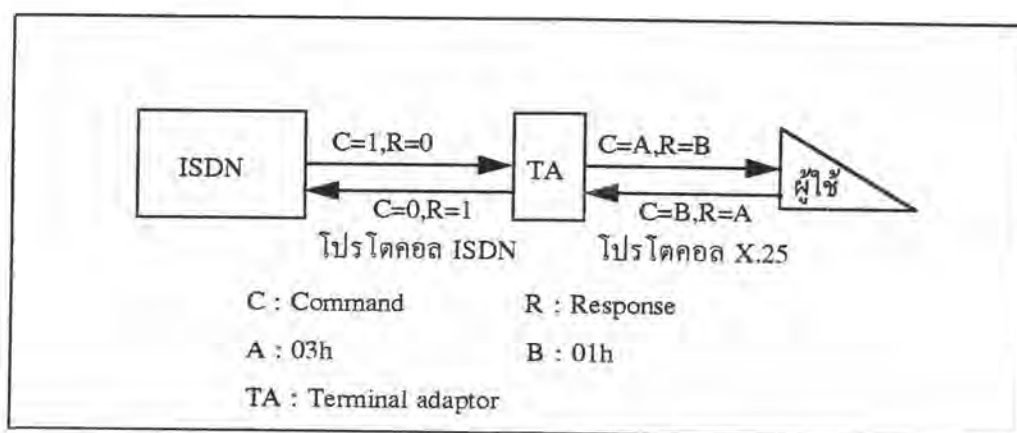 C=1,R=0
C=A,R=B
ISDN
TA
ผู้ใช้
C=0,R=1
C=B,R=A
โปรโตคอล ISDN
โปรโตคอล X.25
C : Command
R : Response
A : 03h
B : 01h
TA : Terminal adaptor